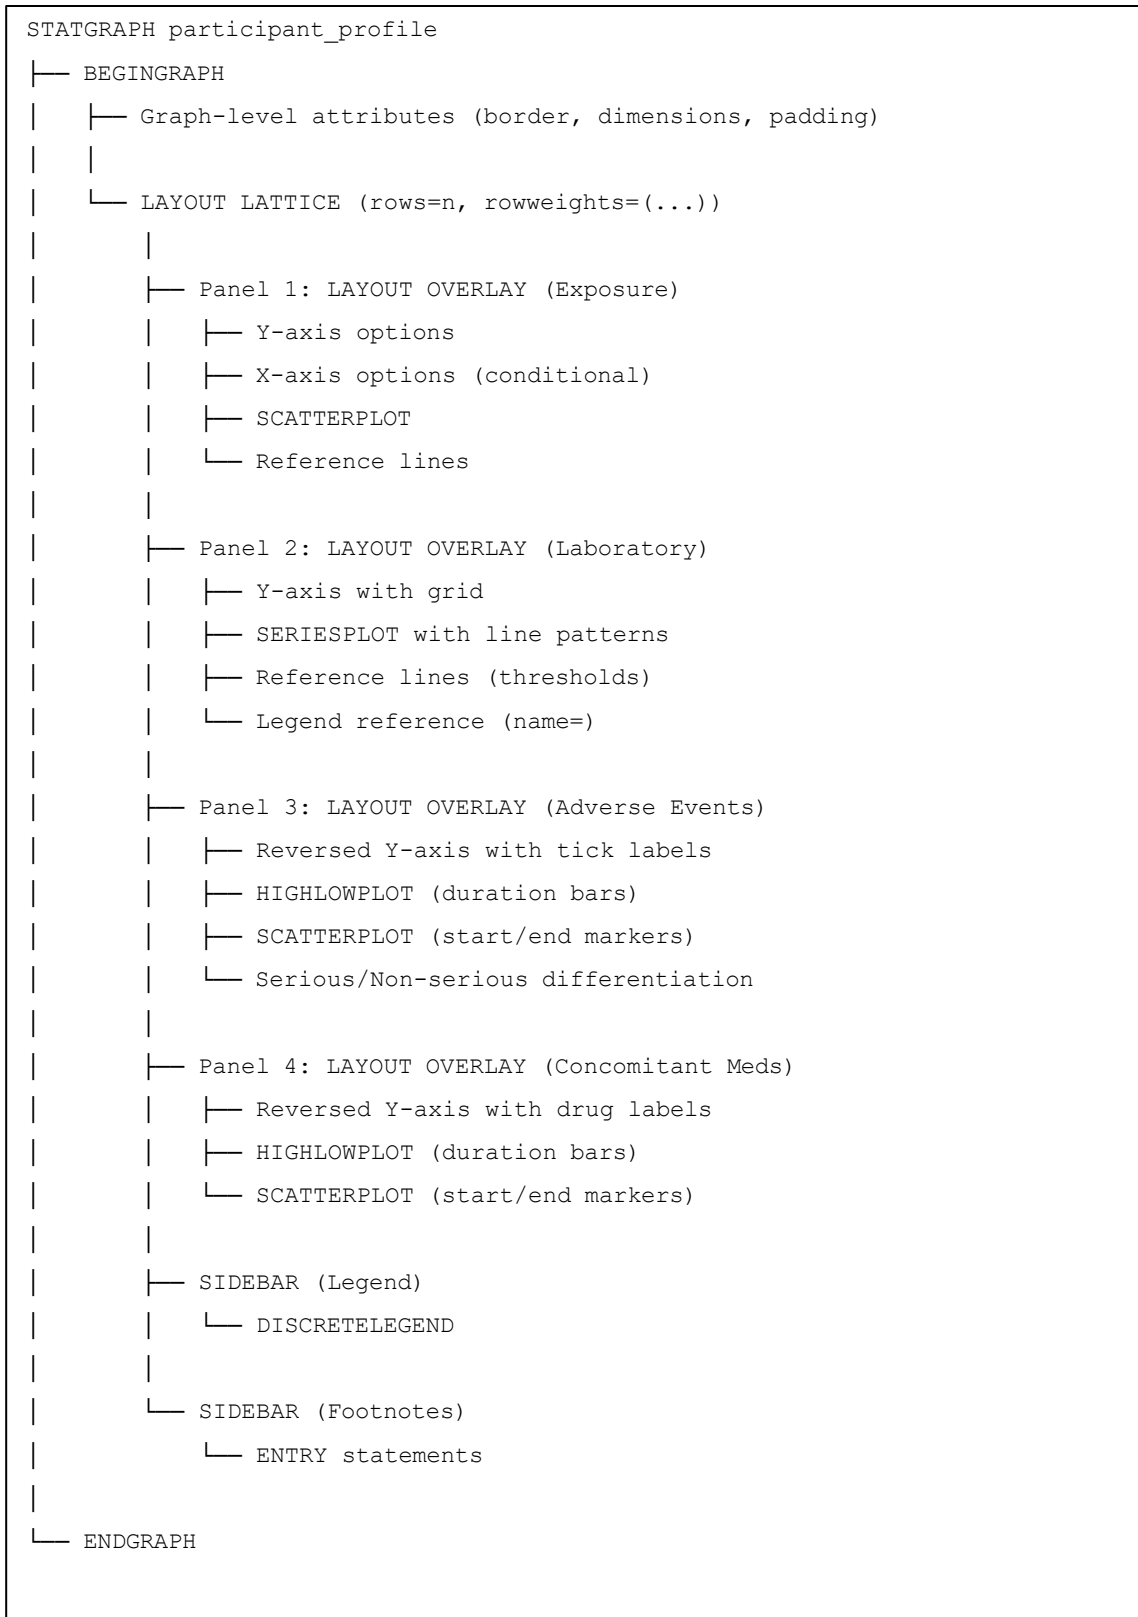 STATGRAPH participant_profile
├── BEGINGRAPH
│   ├── Graph-level attributes (border, dimensions, padding)
│   │
│   └── LAYOUT LATTICE (rows=n, rowweights=(...))
│       │
│       ├── Panel 1: LAYOUT OVERLAY (Exposure)
│       │   ├── Y-axis options
│       │   ├── X-axis options (conditional)
│       │   ├── SCATTERPLOT
│       │   └── Reference lines
│       │
│       ├── Panel 2: LAYOUT OVERLAY (Laboratory)
│       │   ├── Y-axis with grid
│       │   ├── SERIESPLOT with line patterns
│       │   ├── Reference lines (thresholds)
│       │   └── Legend reference (name=)
│       │
│       ├── Panel 3: LAYOUT OVERLAY (Adverse Events)
│       │   ├── Reversed Y-axis with tick labels
│       │   ├── HIGHLOWPLOT (duration bars)
│       │   ├── SCATTERPLOT (start/end markers)
│       │   └── Serious/Non-serious differentiation
│       │
│       ├── Panel 4: LAYOUT OVERLAY (Concomitant Meds)
│       │   ├── Reversed Y-axis with drug labels
│       │   ├── HIGHLOWPLOT (duration bars)
│       │   └── SCATTERPLOT (start/end markers)
│       │
│       ├── SIDEBAR (Legend)
│       │   └── DISCRETELEGEND
│       │
│       └── SIDEBAR (Footnotes)
│           └── ENTRY statements
│
└── ENDGRAPH